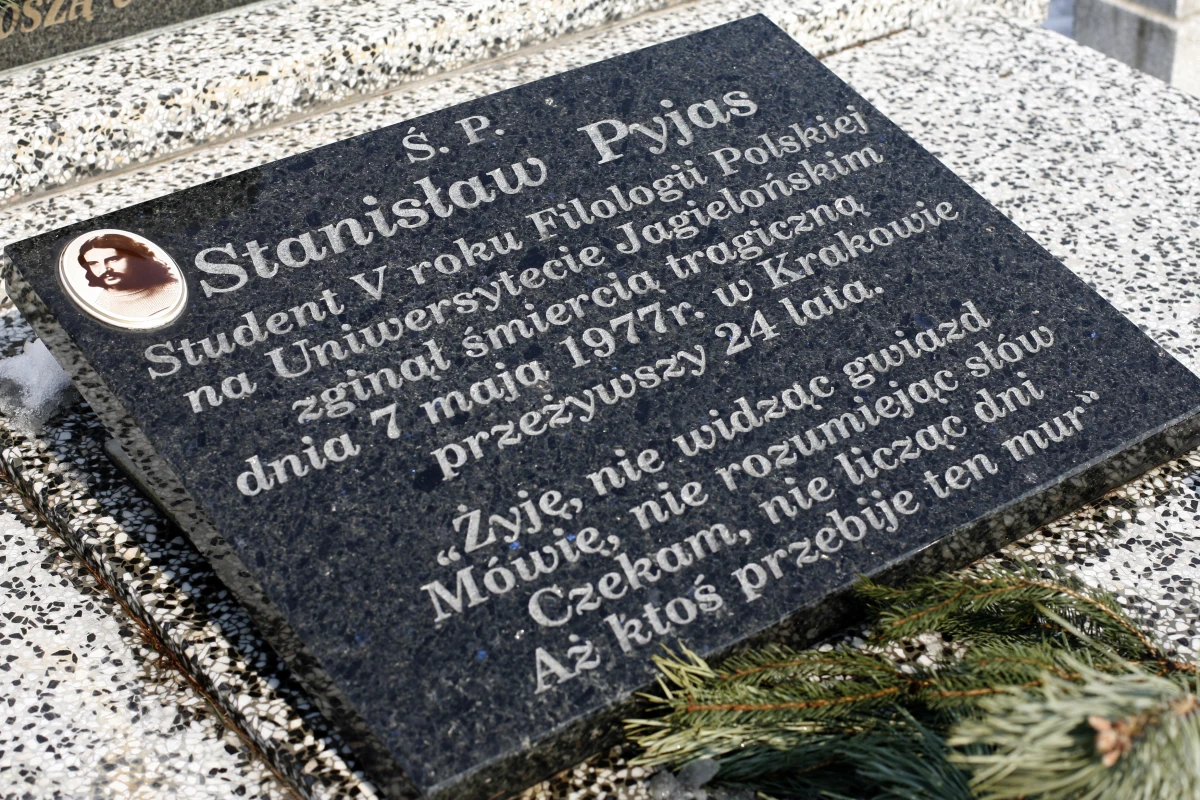 Ś. P.
Stanisław Pyjas
Student V roku Filologii Polskiej
na Uniwersytecie Jagielońskim
zginął śmiercią tragiczną
dnia 7 maja 1977r. w Krakowie
przeżywszy 24 lata.
„Żyję, nie widząc gwiazd
Mówię, nie rozumiejąc słów
Czekam, nie licząc dni
Aż ktoś przebije ten mur”